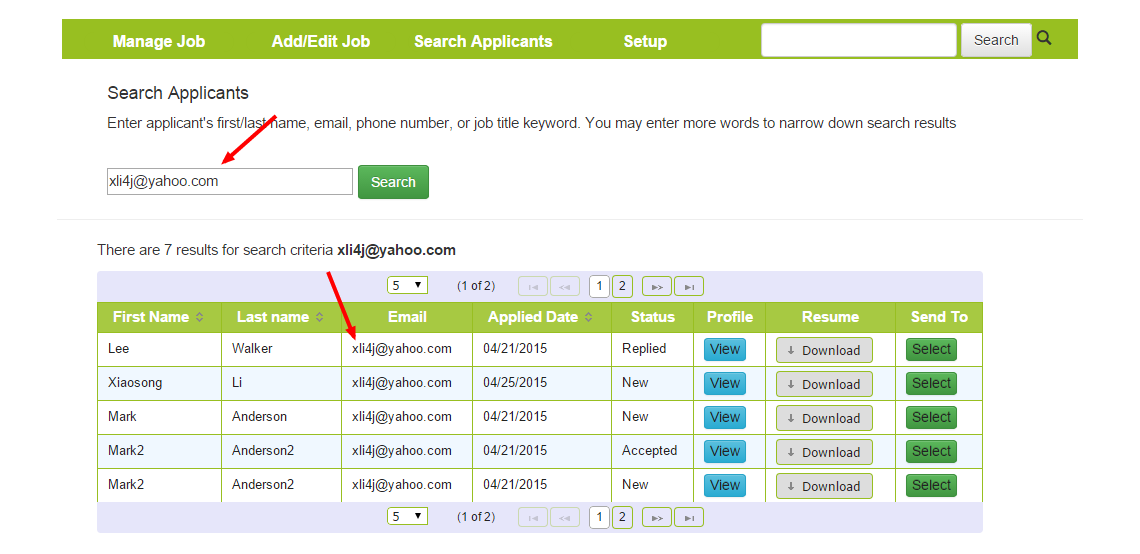 Manage Job Add/Edit Job Search Applicants Setup Search
Search Applicants
Enter applicant's first/last name, email, phone number, or job title keyword. You may enter more words to narrow down search results
xli4j@yahoo.com Search
There are 7 results for search criteria xli4j@yahoo.com
5 (1 of 2) 1 2
First Name Last name Email Applied Date Status Profile Resume Send To
Lee Walker xli4j@yahoo.com 04/21/2015 Replied View Download Select
Xiaosong Li xli4j@yahoo.com 04/25/2015 New View Download Select
Mark Anderson xli4j@yahoo.com 04/21/2015 New View Download Select
Mark2 Anderson2 xli4j@yahoo.com 04/21/2015 Accepted View Download Select
Mark2 Anderson2 xli4j@yahoo.com 04/21/2015 New View Download Select
5 (1 of 2) 1 2